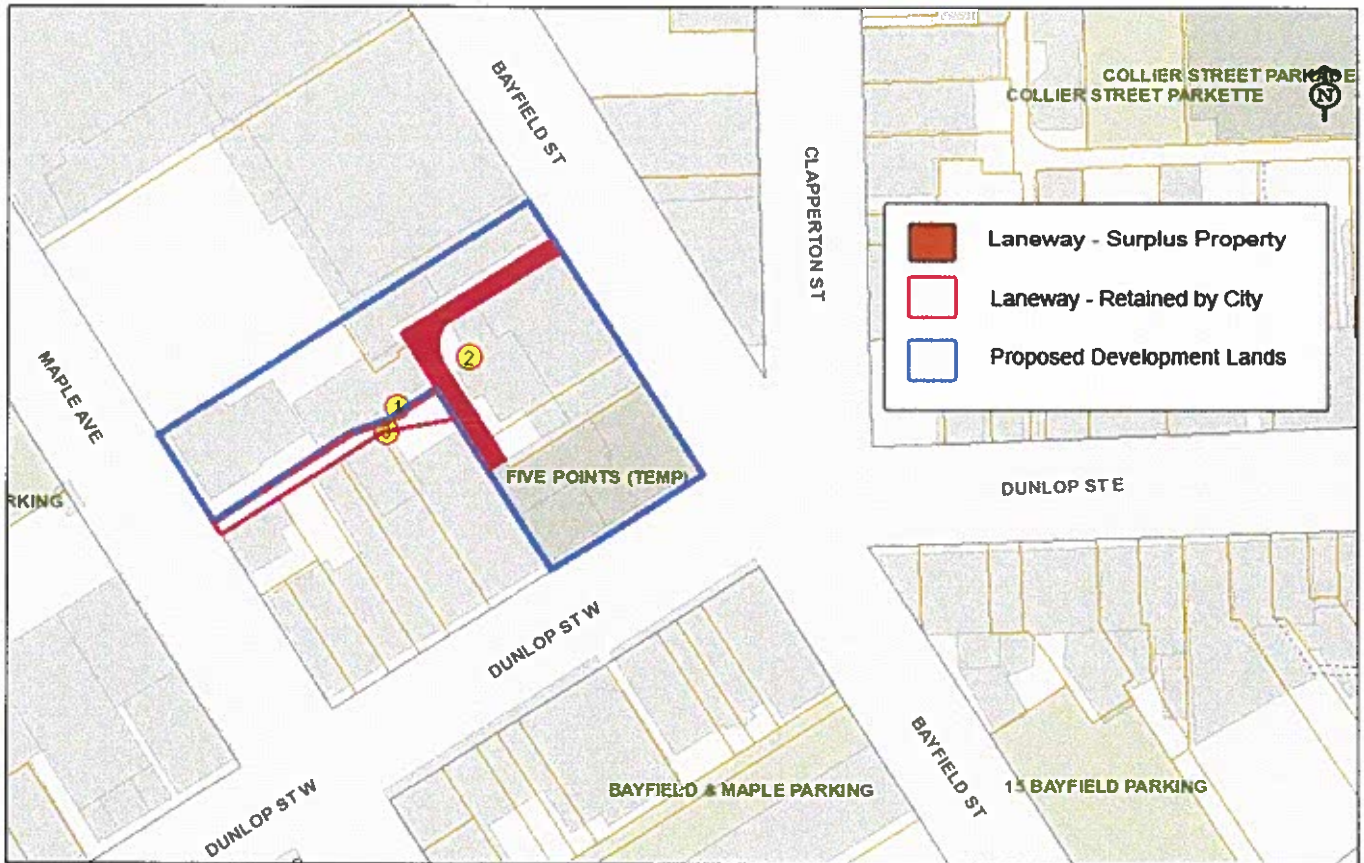 COLLIER STREET PARKADE
COLLIER STREET PARKETTE
N
BAYFIELD ST
CLAPPERTON ST
Laneway - Surplus Property
Laneway - Retained by City
Proposed Development Lands
MAPLE AVE
2
1
RKING
FIVE POINTS (TEMP)
DUNLOP ST E
DUNLOP ST W
BAYFIELD & MAPLE PARKING
BAYFIELD ST
15 BAYFIELD PARKING
DUNLOP ST W